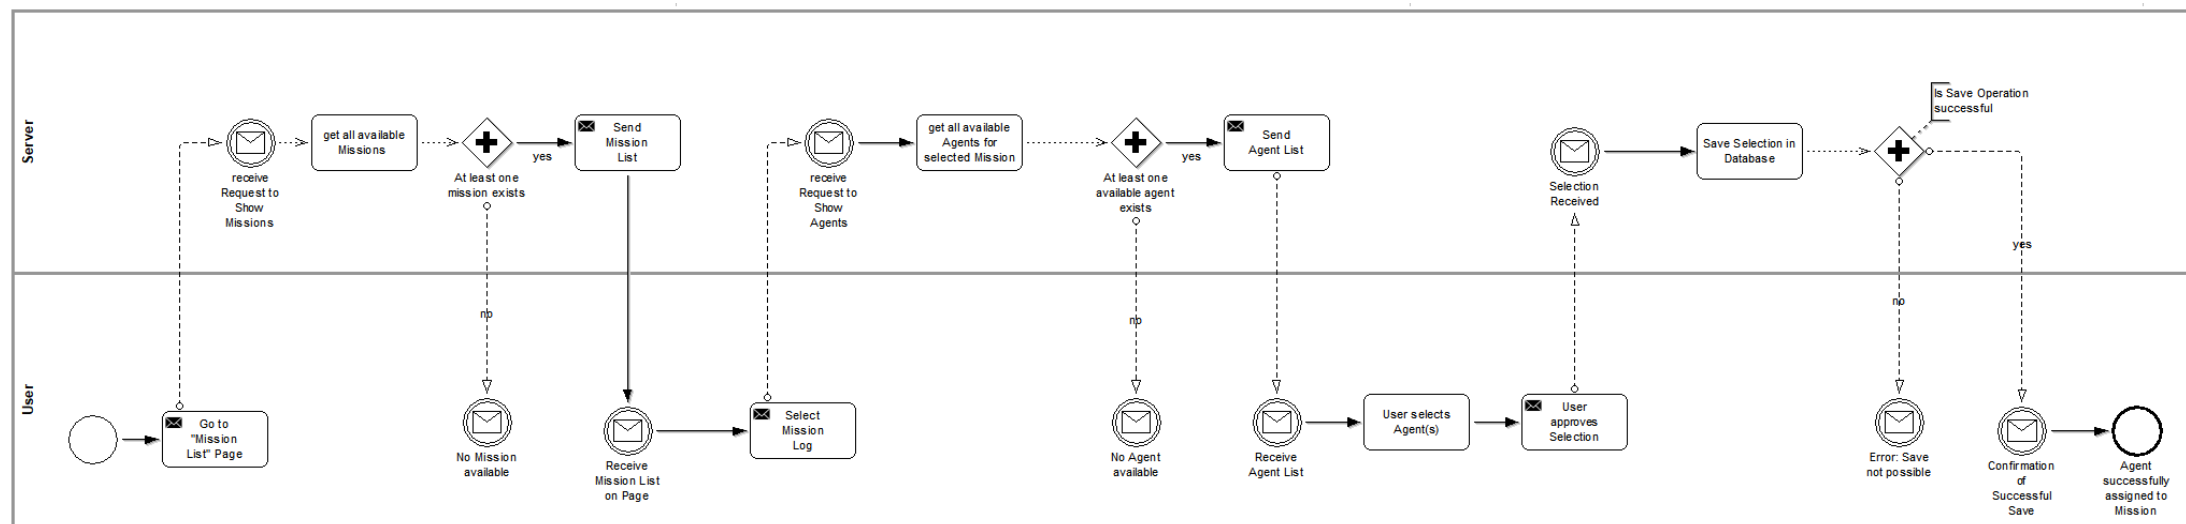 Server
receive
Request to
Show
Missions
get all available
Missions
At least one
mission exists
yes
Send
Mission
List
no
receive
Request to
Show
Agents
get all available
Agents for
selected Mission
At least one
available agent
exists
yes
Send
Agent List
no
Selection
Received
Save Selection in
Database
Is Save Operation
successful
no
yes
User
Go to
"Mission
List" Page
No Mission
available
Receive
Mission List
on Page
Select
Mission
Log
No Agent
available
Receive
Agent List
User selects
Agent(s)
User
approves
Selection
Error: Save
not possible
Confirmation
of
Successful
Save
Agent
successfully
assigned to
Mission